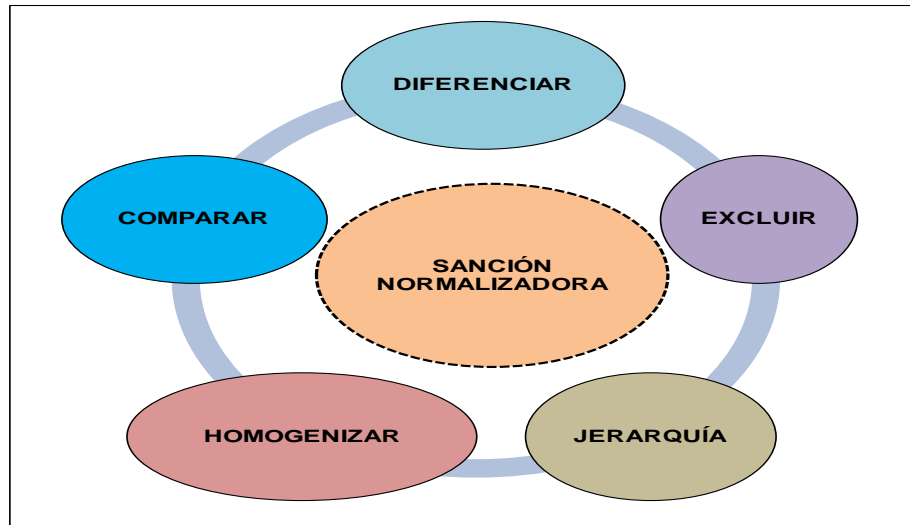 DIFERENCIAR
COMPARAR
EXCLUIR
SANCIÓN
NORMALIZADORA
HOMOGENIZAR
JERARQUÍA